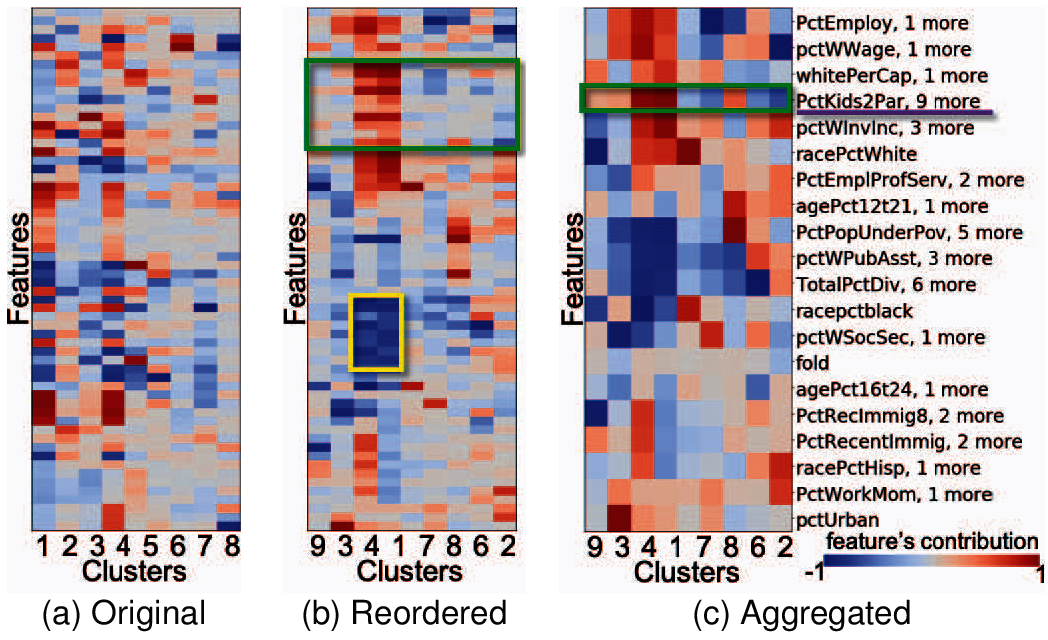 Features
1 2 3 4 5 6 7 8
Clusters
(a) Original
Features
9 3 4 1 7 8 6 2
Clusters
(b) Reordered
Features
PctEmploy, 1 more
pctWWage, 1 more
whitePerCap, 1 more
PctKids2Par, 9 more
pctWInvInc, 3 more
racePctWhite
PctEmplProfServ, 2 more
agePct12t21, 1 more
PctPopUnderPov, 5 more
pctWPubAsst, 3 more
TotalPctDiv, 6 more
racepctblack
pctWSocSec, 1 more
fold
agePct16t24, 1 more
PctRecImmig8, 2 more
PctRecentImmig, 2 more
racePctHisp, 1 more
PctWorkMom, 1 more
pctUrban
9 3 4 1 7 8 6 2
Clusters
feature's contribution
-1 1
(c) Aggregated